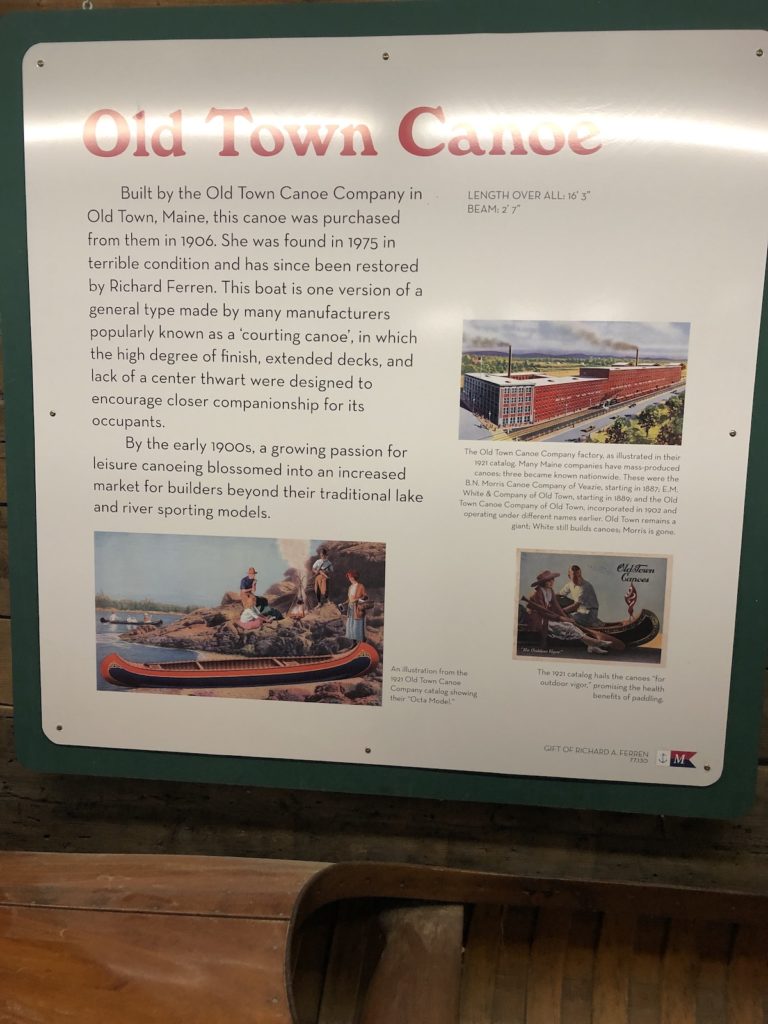 Old Town Canoe
Built by the Old Town Canoe Company in
Old Town, Maine, this canoe was purchased
from them in 1906. She was found in 1975 in
terrible condition and has since been restored
by Richard Ferren. This boat is one version of a
general type made by many manufacturers
popularly known as a 'courting canoe', in which
the high degree of finish, extended decks, and
lack of a center thwart were designed to
encourage closer companionship for its
occupants.
By the early 1900s, a growing passion for
leisure canoeing blossomed into an increased
market for builders beyond their traditional lake
and river sporting models.
LENGTH OVER ALL: 16' 3"
BEAM: 2' 7"
The Old Town Canoe Company factory, as illustrated in their
1921 catalog. Many Maine companies have mass-produced
canoes; three became known nationwide. These were the
B.N. Morris Canoe Company of Veazie, starting in 1887; E.M.
White & Company of Old Town, starting in 1889; and the Old
Town Canoe Company of Old Town, incorporated in 1902 and
operating under different names earlier. Old Town remains a
giant; White still builds canoes; Morris is gone.
An illustration from the
1921 Old Town Canoe
Company catalog showing
their "Octa Model."
Old Town
Canoes
The 1921 catalog hails the canoes "for
outdoor vigor," promising the health
benefits of paddling.
GIFT OF RICHARD A. FERREN
77.130
M